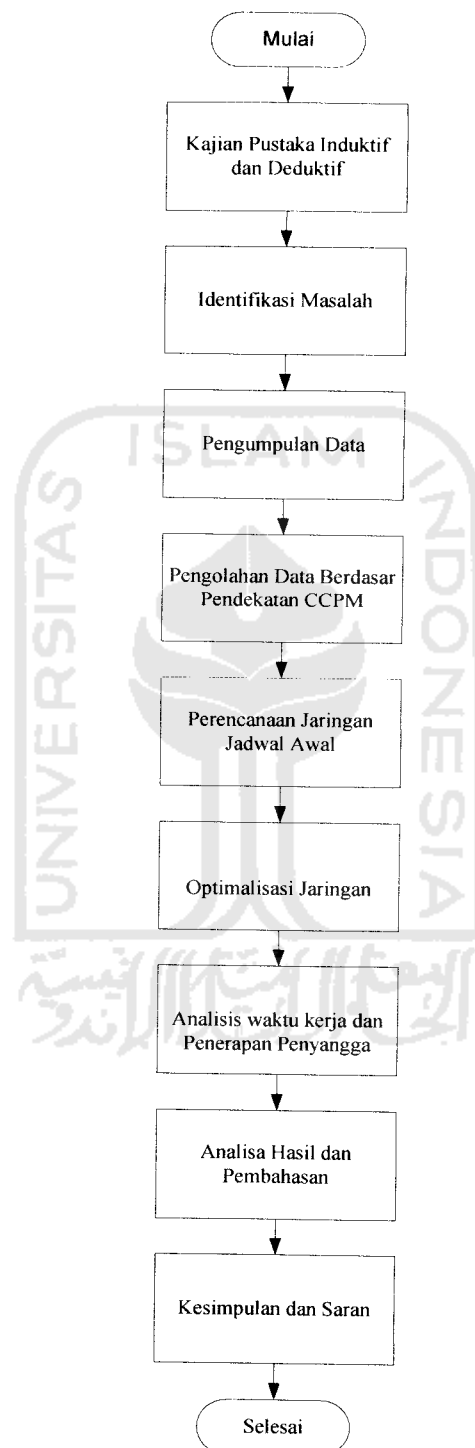 Mulai
Kajian Pustaka Induktif
dan Deduktif
Identifikasi Masalah
Pengumpulan Data
ISLAM
UNIVERSITAS
INDONESIA
Pengolahan Data Berdasar
Pendekatan CCPM
Perencanaan Jaringan
Jadwal Awal
Optimalisasi Jaringan
Analisis waktu kerja dan
Penerapan Penyangga
Analisa Hasil dan
Pembahasan
Kesimpulan dan Saran
Selesai